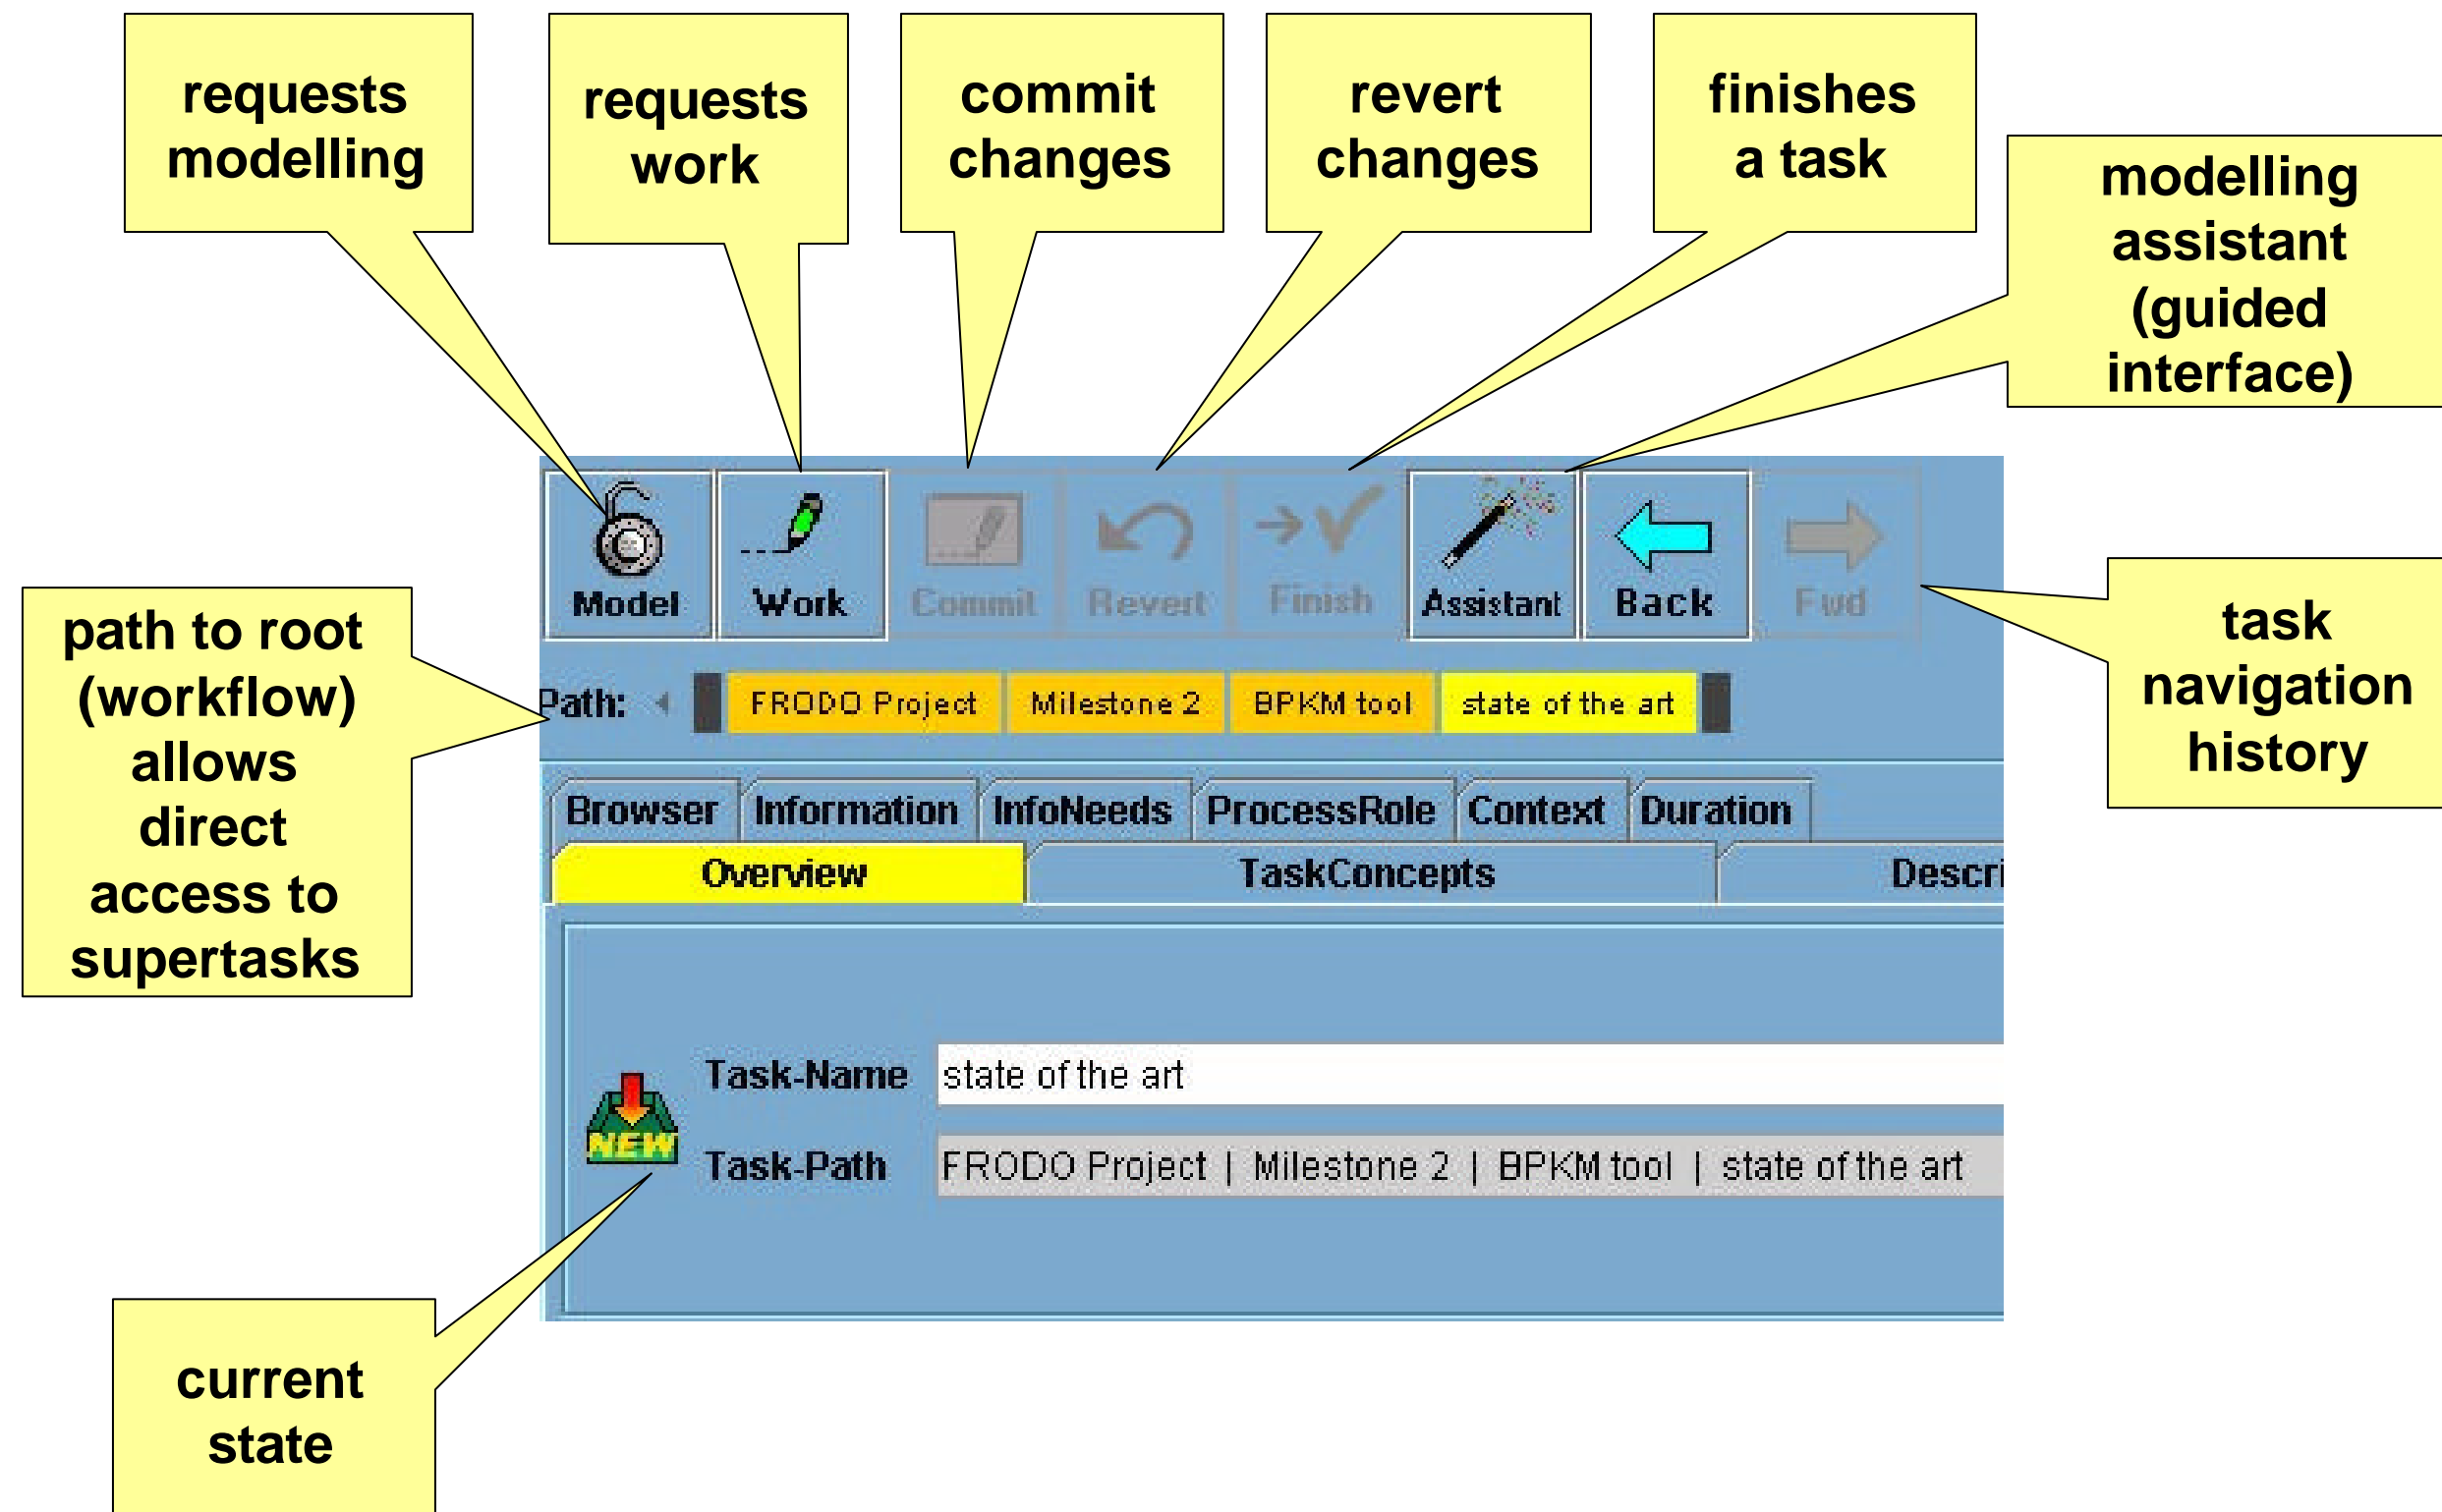 requests
modelling
requests
work
commit
changes
revert
changes
finishes
a task
modelling
assistant
(guided
interface)
Model
Work
Commit
Revert
Finish
Assistant
Back
Fwd
path to root
(workflow)
allows
direct
access to
supertasks
task
navigation
history
Path:
FRODO Project
Milestone 2
BPKM tool
state of the art
Browser
Information
InfoNeeds
ProcessRole
Context
Duration
Overview
TaskConcepts
Descri
NEW
Task-Name
state of the art
Task-Path
FRODO Project | Milestone 2 | BPKM tool | state of the art
current
state